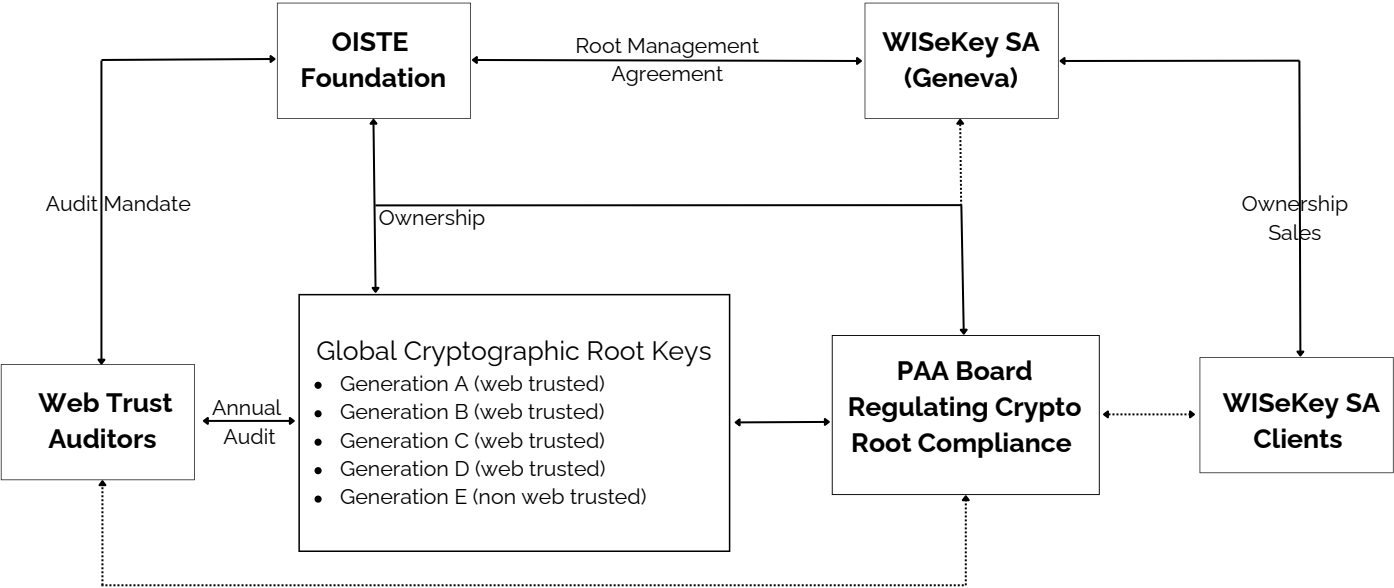 OISTE
Foundation
Root Management
Agreement
WISeKey SA
(Geneva)
Audit Mandate
Ownership
Ownership
Sales
Web Trust
Auditors
Annual
Audit
Global Cryptographic Root Keys
• Generation A (web trusted)
• Generation B (web trusted)
• Generation C (web trusted)
• Generation D (web trusted)
• Generation E (non web trusted)
PAA Board
Regulating Crypto
Root Compliance
WISeKey SA
Clients